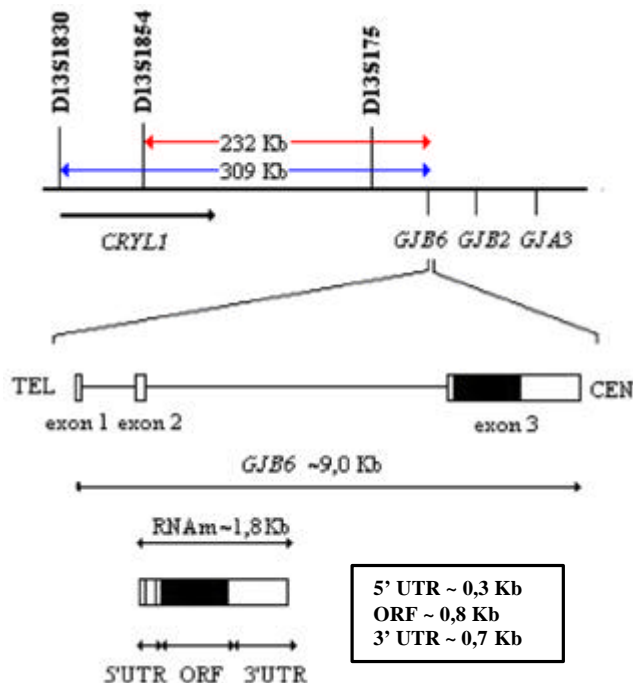 D13S1830
D13S1854
D13S175
232 Kb
309 Kb
CRYL1
GJB6 GJB2 GJA3
TEL
CEN
exon 1 exon 2 exon 3
GJB6 ~9,0 Kb
RNAm~1,8Kb
5'UTR ORF 3'UTR
5' UTR ~ 0,3 Kb
ORF ~ 0,8 Kb
3' UTR ~ 0,7 Kb